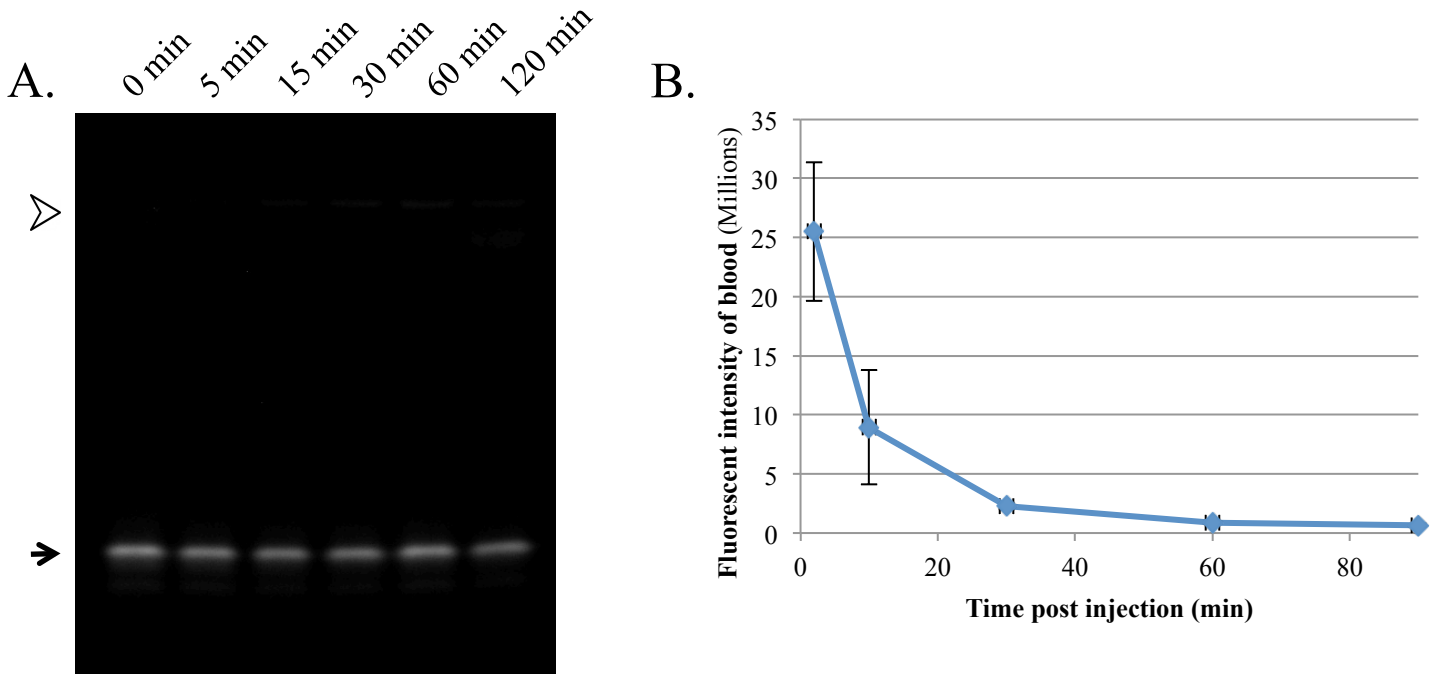 A.
0 min
5 min
15 min
30 min
60 min
120 min
B.
Fluorescent intensity of blood (Millions)
35
30
25
20
15
10
5
0
0 20 40 60 80
Time post injection (min)